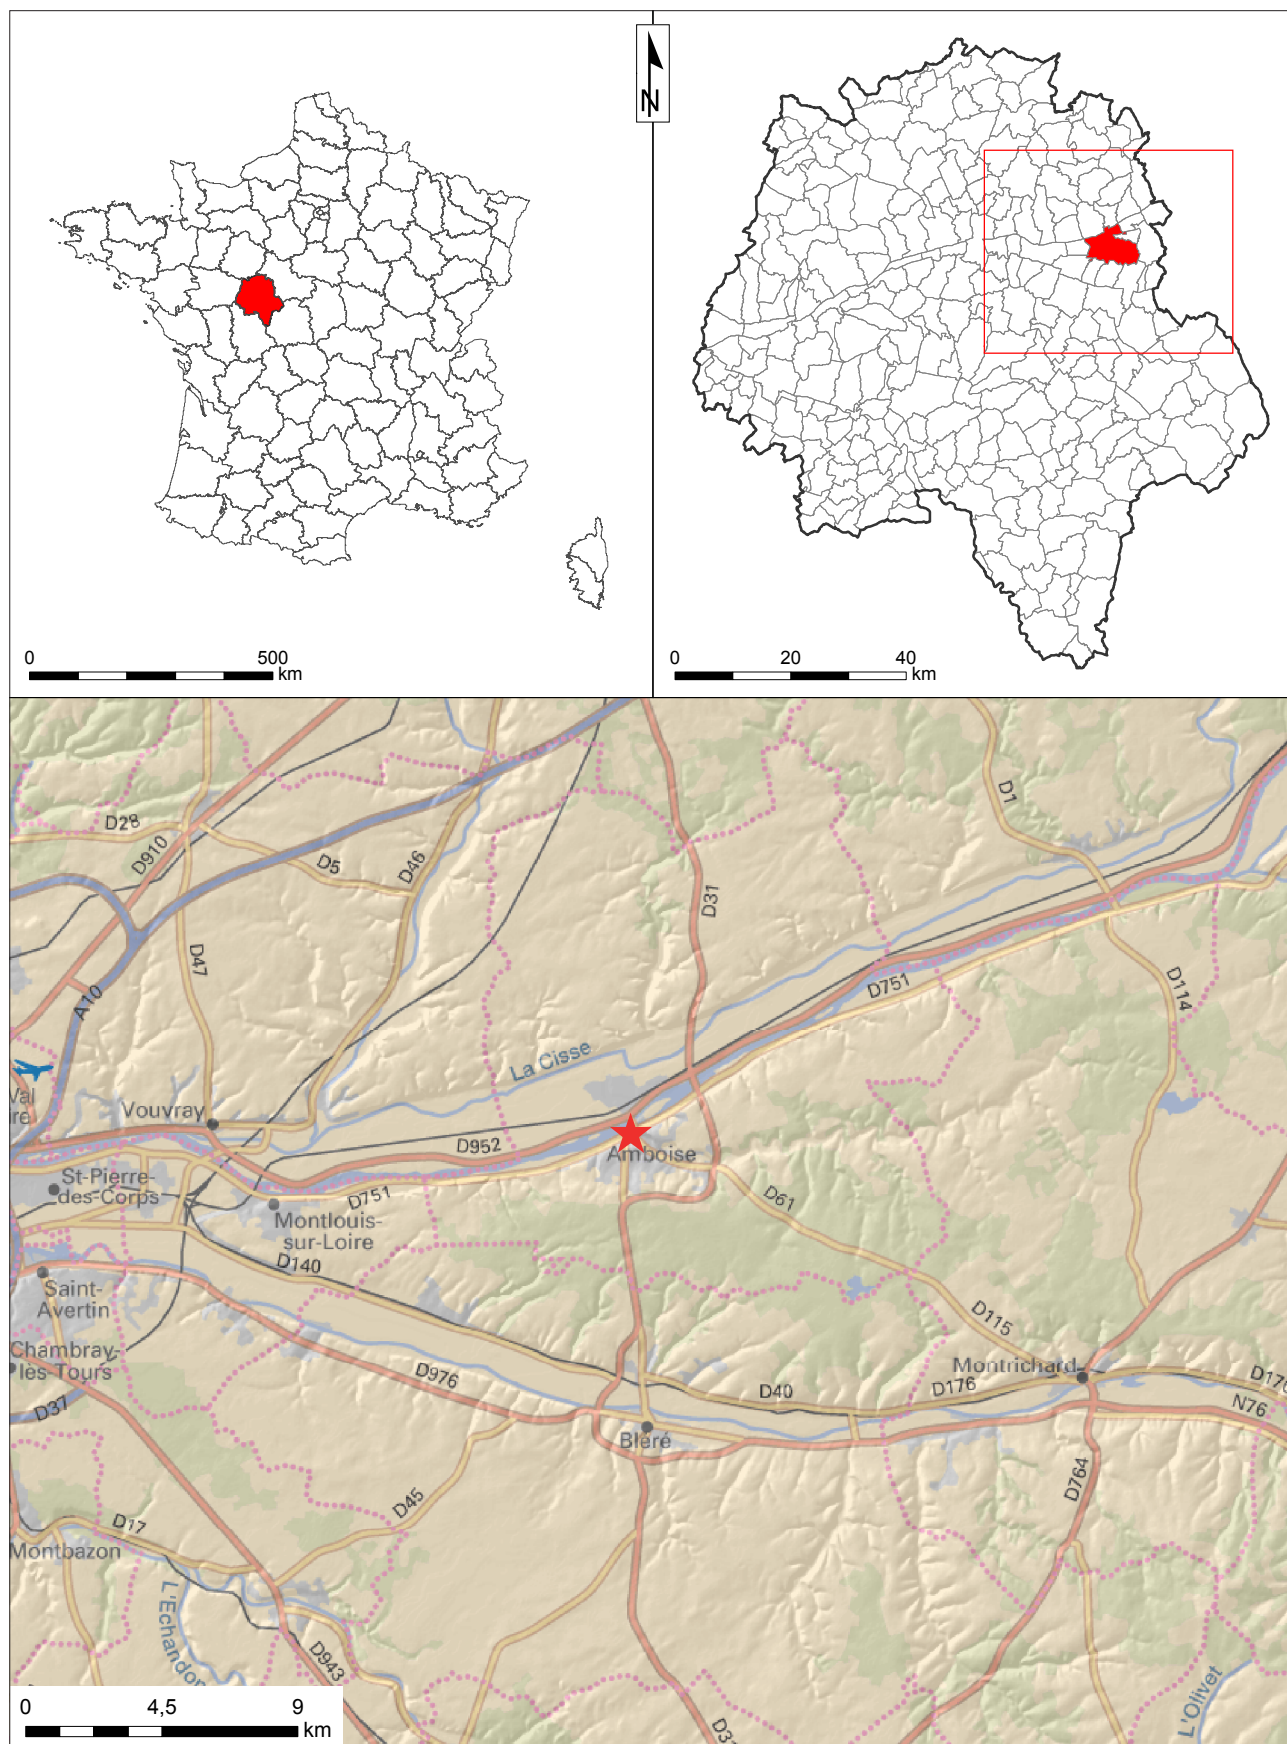 N
0 500
km
0 20 40
km
D28
D910
D5
D46
D1
D31
D47
A10
D751
D114
La Cisse
Val
ire
Vouvray
D952
Amboise
St-Pierre-
des-Corps
D751
D61
Montlouis-
sur-Loire
D140
Saint-
Avertin
D115
Chambray-
les-Tours
Montrichard
D976
D40
D176
D17
N76
D37
Bléré
D764
D45
D17
Montbazon
L'Echandon
D943
L'Olivet
D3
0 4,5 9
km